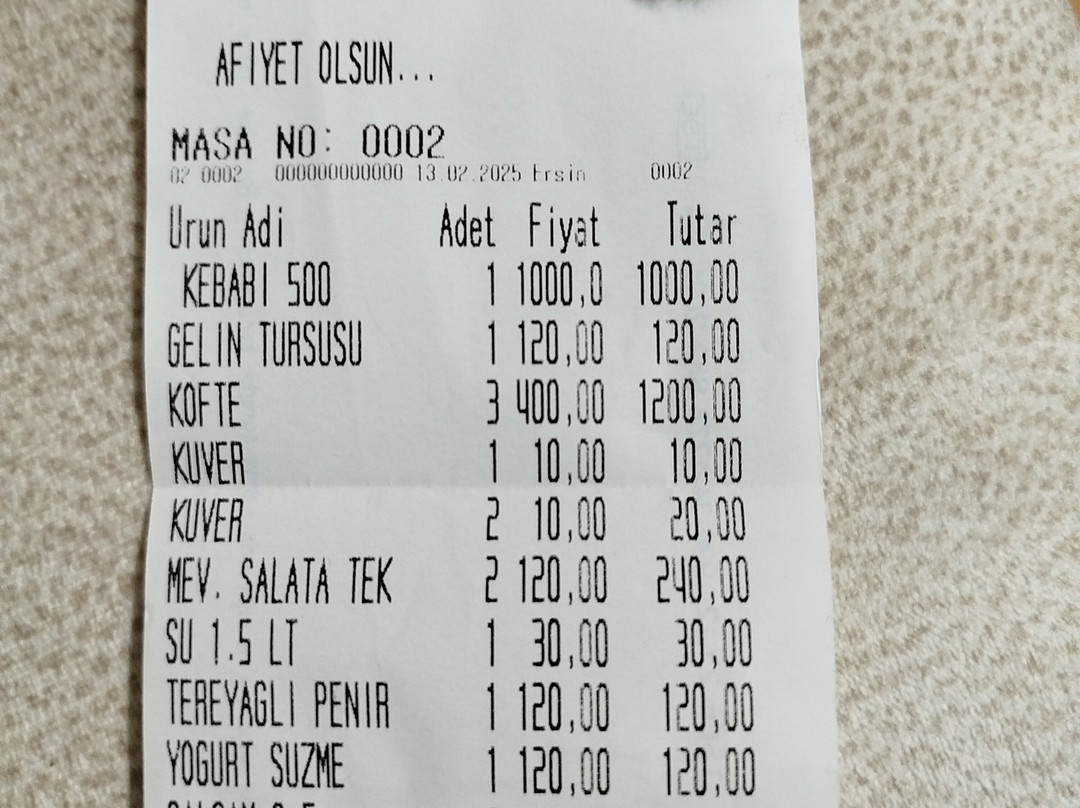 AFIYET OLSUN...
MASA NO: 0002
02 0002 000000000000 13.02.2025 Ersin 0002
Urun Adi Adet Fiyat Tutar
KEBABI 500 1 1000,0 1000,00
GELIN TURSUSU 1 120,00 120,00
KOFTE 3 400,00 1200,00
KUVER 1 10,00 10,00
KUVER 2 10,00 20,00
MEV. SALATA TEK 2 120,00 240,00
SU 1.5 LT 1 30,00 30,00
TEREYAGLI PENIR 1 120,00 120,00
YOGURT SUZME 1 120,00 120,00